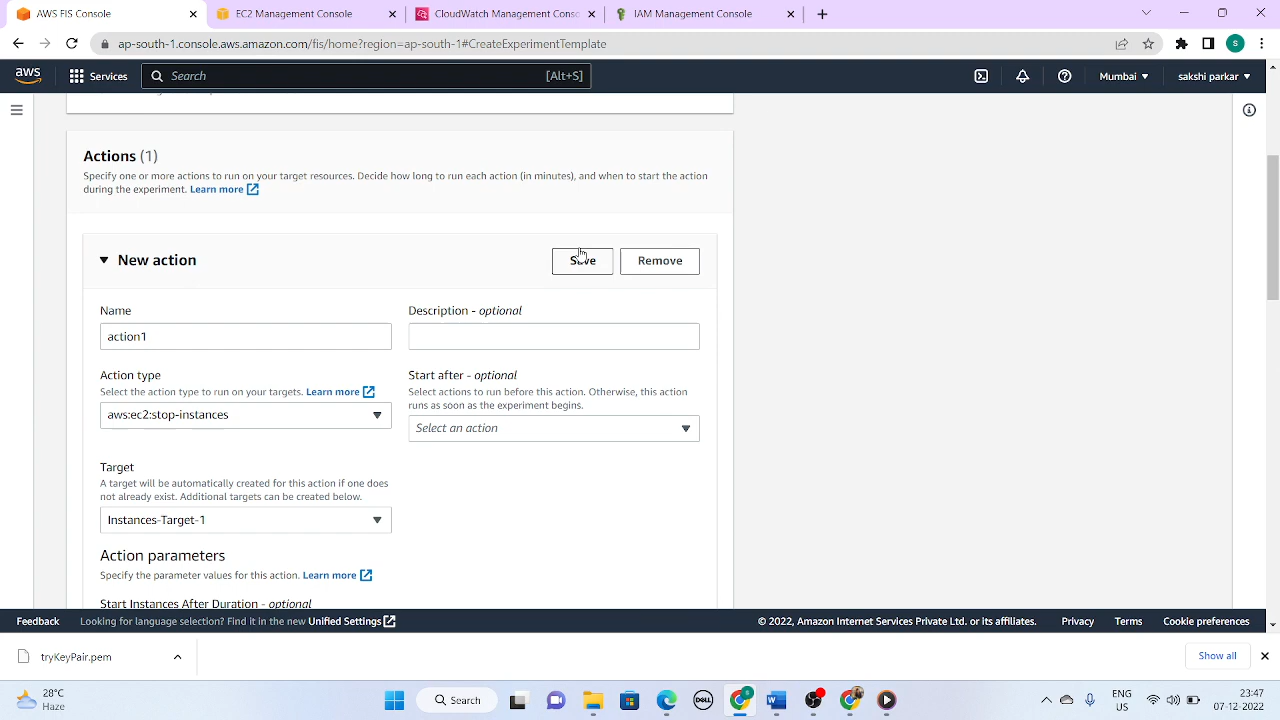 AWS FIS Console
EC2 Management Console
CloudWatch Management Consc
IAM Management Console
ap-south-1.console.aws.amazon.com/fis/home?region=ap-south-1#CreateExperimentTemplate
S
aws
Services
Search
[Alt+S]
Mumbai
sakshi parkar
Actions (1)
Specify one or more actions to run on your target resources. Decide how long to run each action (in minutes), and when to start the action
during the experiment. Learn more
New action
Save
Remove
Name
Description - optional
action1
Action type
Start after - optional
Select the action type to run on your targets. Learn more
Select actions to run before this action. Otherwise, this action
runs as soon as the experiment begins.
aws:ec2:stop-instances
Select an action
Target
A target will be automatically created for this action if one does
not already exist. Additional targets can be created below.
Instances-Target-1
Action parameters
Specify the parameter values for this action. Learn more
Start Instances After Duration - optional
Feedback
Looking for language selection? Find it in the new Unified Settings
© 2022, Amazon Internet Services Private Ltd. or its affiliates.
Privacy
Terms
Cookie preferences
tryKeyPair.pem
Show all
28°C
Haze
Search
DELL
ENG
US
23:47
07-12-2022